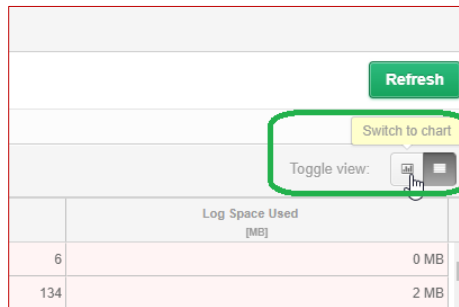 Refresh
Switch to chart
Toggle view:
Log Space Used
[MB]
6 0 MB
134 2 MB